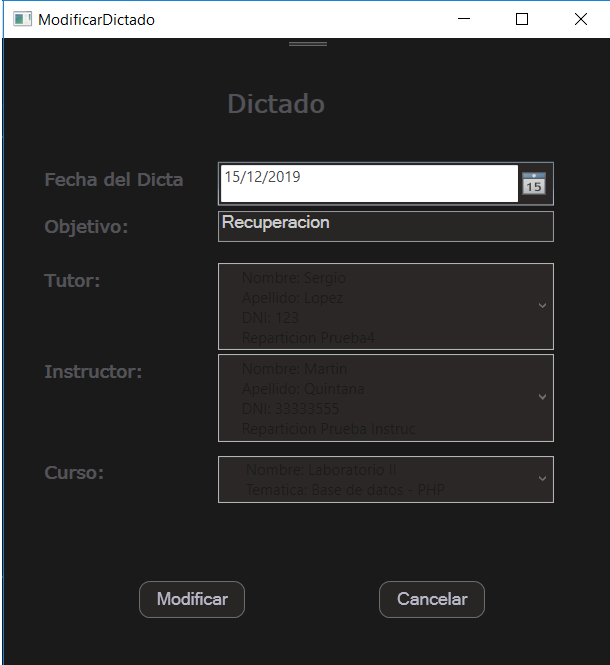 ModificarDictado
Dictado
Fecha del Dicta
15/12/2019
15
Objetivo:
Recuperacion
Tutor:
Nombre: Sergio
Apellido: Lopez
DNI: 123
Reparticion Prueba4
Instructor:
Nombre: Martin
Apellido: Quintana
DNI: 33333555
Reparticion Prueba Instruc
Curso:
Nombre: Laboratorio II
Tematica: Base de datos - PHP
Modificar
Cancelar